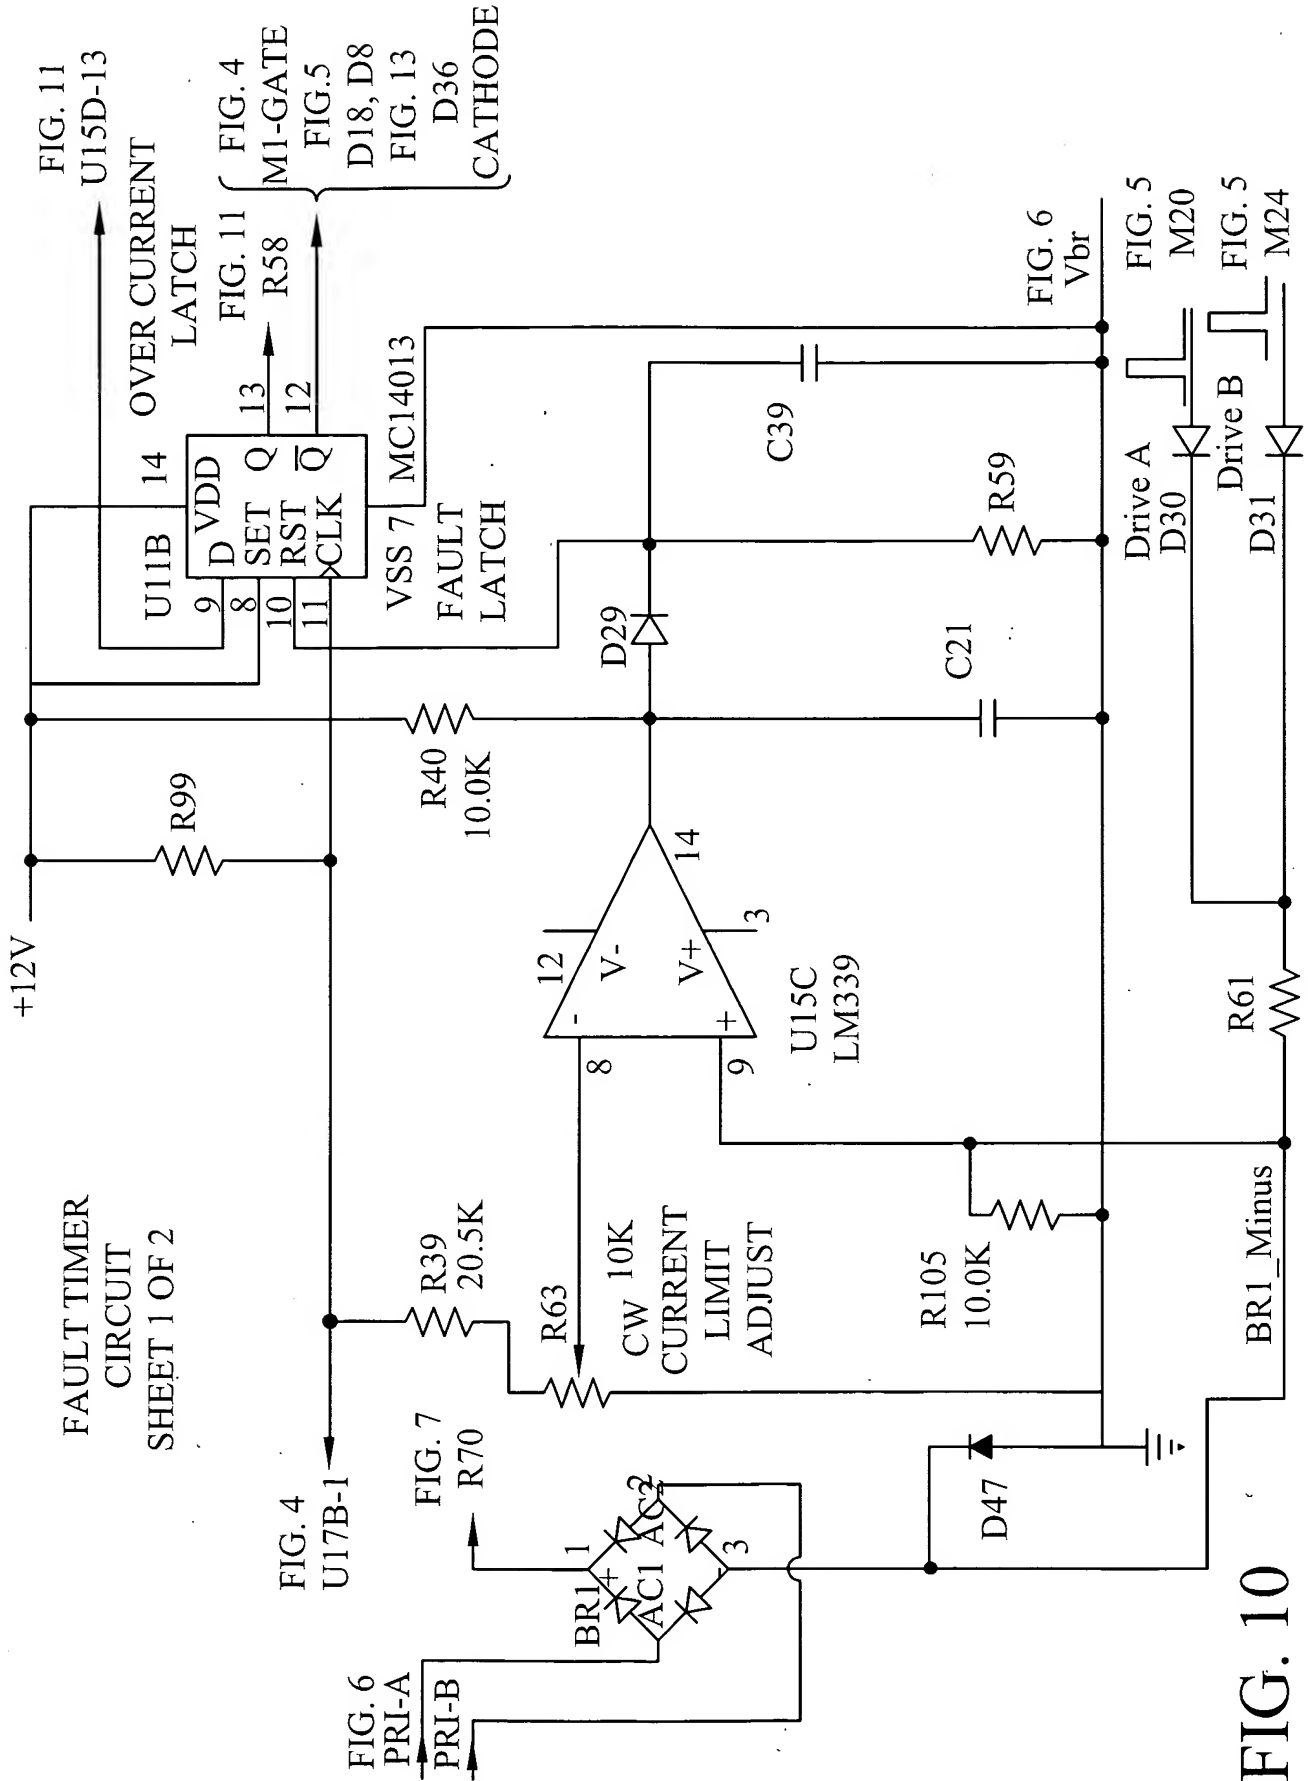 FAULT TIMER
CIRCUIT
SHEET 1 OF 2
+12V
R99
FIG. 4
U17B-1
FIG. 11
U15D-13
OVER CURRENT
LATCH
U11B
14
9
8
10
11
D
VDD
SET
RST
CLK
Q
Q̅
13
12
FIG. 11
R58
FIG. 4
M1-GATE
FIG.5
D18, D8
FIG. 13
D36
CATHODE
VSS 7
MC14013
FAULT
LATCH
FIG. 7
R70
R39
20.5K
R40
10.0K
R63
10K
CW
CURRENT
LIMIT
ADJUST
8
-
12
V-
14
V+
3
+
9
U15C
LM339
D29
C39
R59
C21
FIG. 6
PRI-A
PRI-B
BR1
1
+
AC1
AC2
2
-
3
D47
R105
10.0K
FIG. 6
Vbr
Drive A
D30
FIG. 5
M20
Drive B
D31
FIG. 5
M24
R61
BR1_Minus
FIG. 10